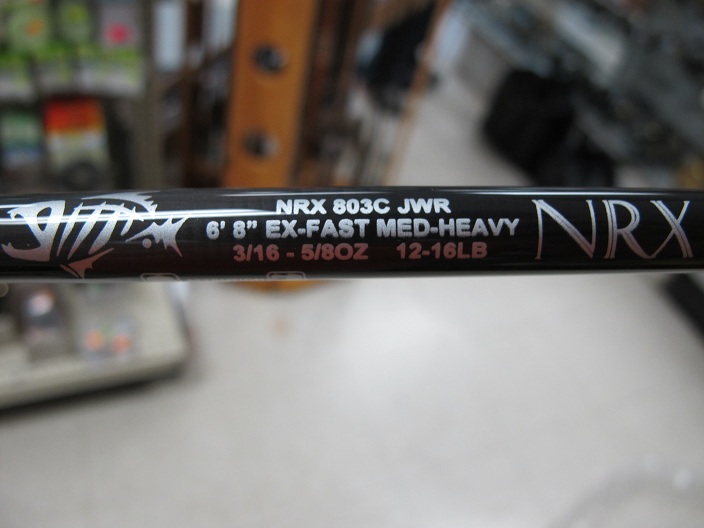 NRX 803C JWR
6' 8” EX-FAST MED-HEAVY
3/16 - 5/8OZ 12-16LB
NRX